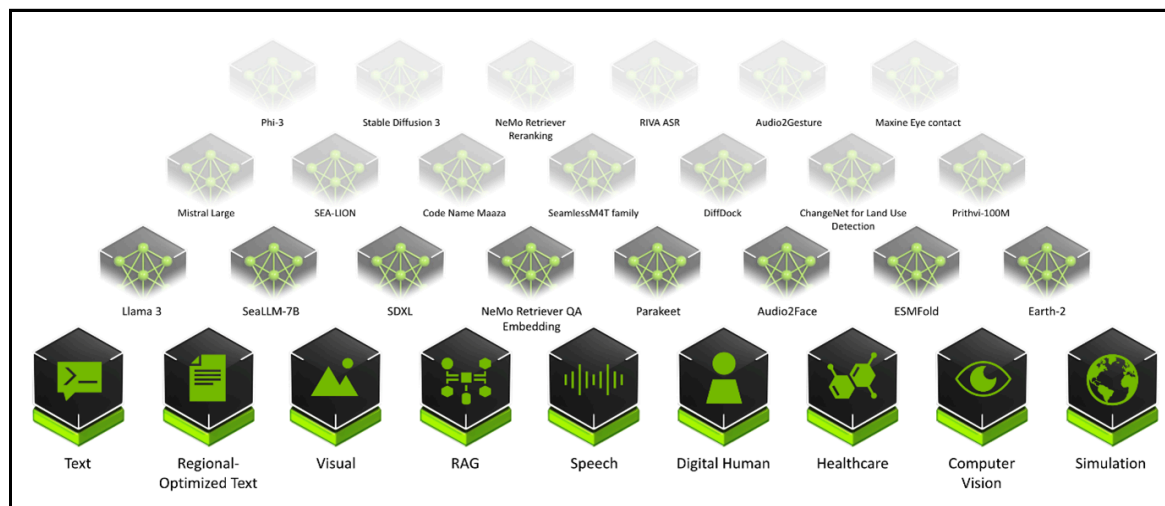 Phi-3
Stable Diffusion 3
NeMo Retriever
Reranking
RIVA ASR
Audio2Gesture
Maxine Eye contact
Mistral Large
SEA-LION
Code Name Maaza
SeamlessM4T family
DiffDock
ChangeNet for Land Use
Detection
Prithvi-100M
Llama 3
SeaLLM-7B
SDXL
NeMo Retriever QA
Embedding
Parakeet
Audio2Face
ESMFold
Earth-2
Text
Regional-
Optimized Text
Visual
RAG
Speech
Digital Human
Healthcare
Computer
Vision
Simulation